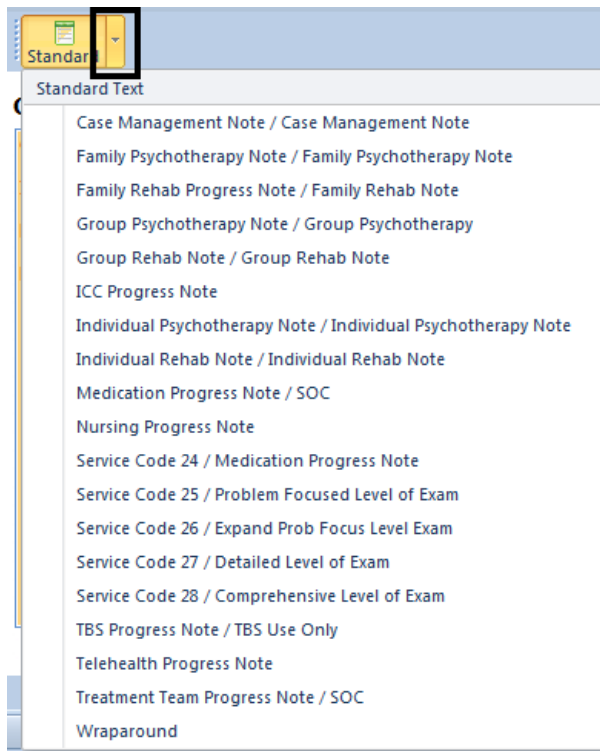 Standard
Standard Text
Case Management Note / Case Management Note
Family Psychotherapy Note / Family Psychotherapy Note
Family Rehab Progress Note / Family Rehab Note
Group Psychotherapy Note / Group Psychotherapy
Group Rehab Note / Group Rehab Note
ICC Progress Note
Individual Psychotherapy Note / Individual Psychotherapy Note
Individual Rehab Note / Individual Rehab Note
Medication Progress Note / SOC
Nursing Progress Note
Service Code 24 / Medication Progress Note
Service Code 25 / Problem Focused Level of Exam
Service Code 26 / Expand Prob Focus Level Exam
Service Code 27 / Detailed Level of Exam
Service Code 28 / Comprehensive Level of Exam
TBS Progress Note / TBS Use Only
Telehealth Progress Note
Treatment Team Progress Note / SOC
Wraparound